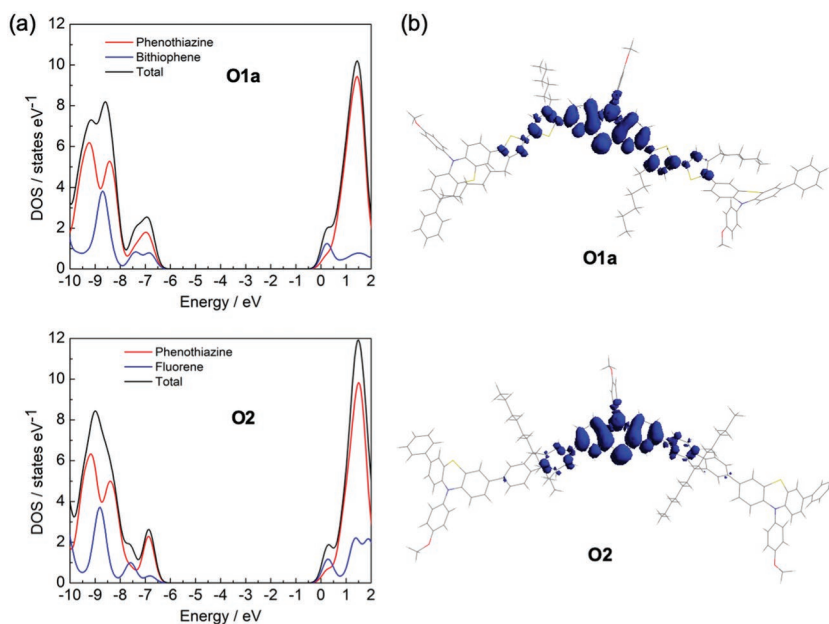 (a)
12
10
8
6
4
2
0
DOS / states eV⁻¹
Phenothiazine
Bithiophene
Total
O1a
-10 -9 -8 -7 -6 -5 -4 -3 -2 -1 0 1 2
Energy / eV
12
10
8
6
4
2
0
DOS / states eV⁻¹
Phenothiazine
Fluorene
Total
O2
-10 -9 -8 -7 -6 -5 -4 -3 -2 -1 0 1 2
Energy / eV
(b)
O1a
O2